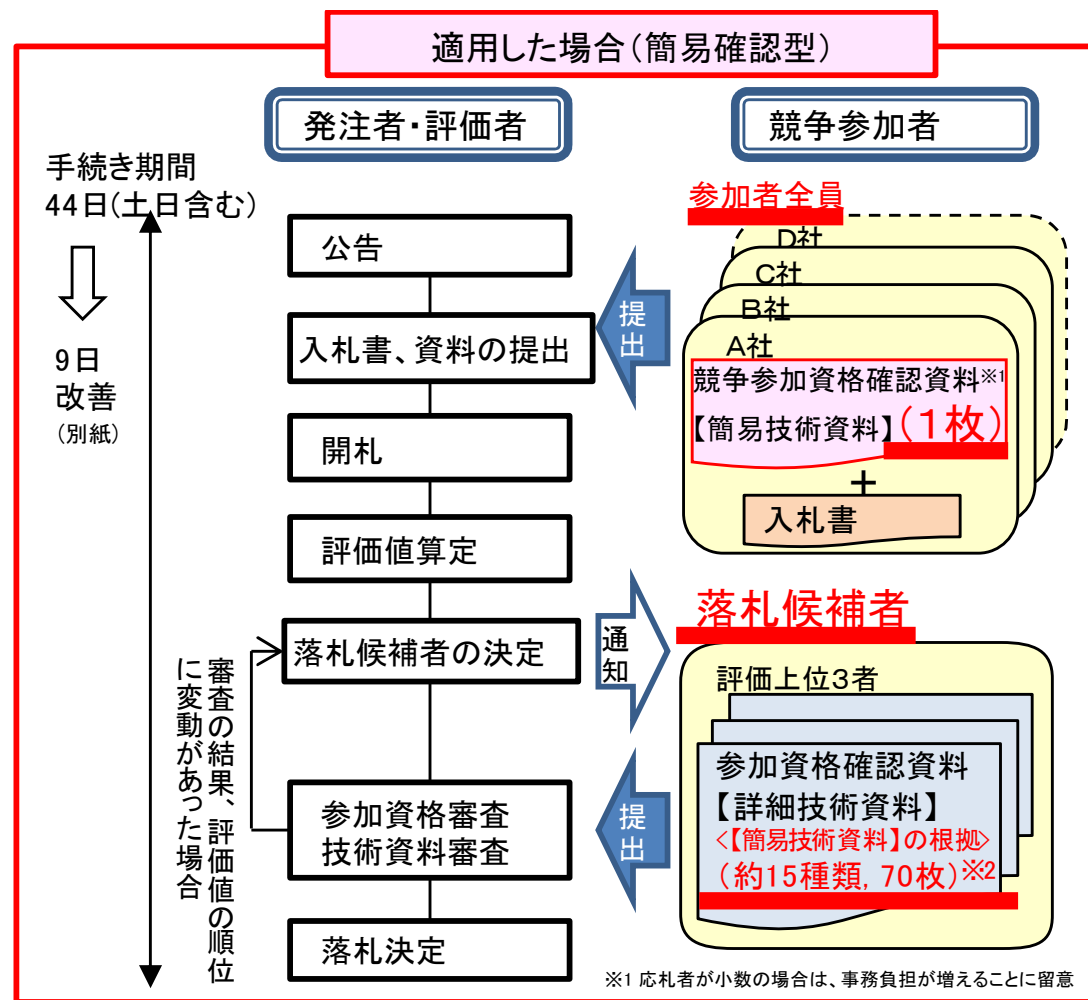 適用した場合(簡易確認型)
発注者・評価者
競争参加者
手続き期間
44日(土日含む)
9日
改善
(別紙)
公告
入札書、資料の提出
開札
評価値算定
落札候補者の決定
参加資格審査
技術資料審査
落札決定
審査の結果、評価値の順位
に変動があった場合
参加者全員
提出
D社
C社
B社
A社
競争参加資格確認資料※1
【簡易技術資料】(1枚)
+
入札書
通知
落札候補者
評価上位3者
提出
参加資格確認資料
【詳細技術資料】
<【簡易技術資料】の根拠>
(約15種類, 70枚)※2
※1 応札者が小数の場合は、事務負担が増えることに留意